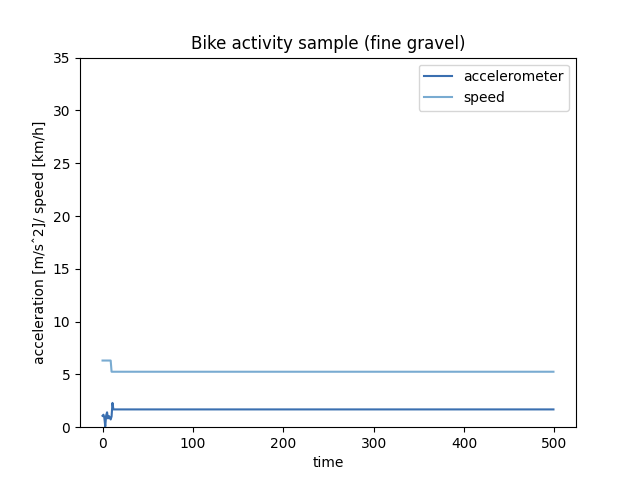 Bike activity sample (fine gravel)
accelerometer
speed
acceleration [m/sˆ2]/ speed [km/h]
35
30
25
20
15
10
5
0
0 100 200 300 400 500
time